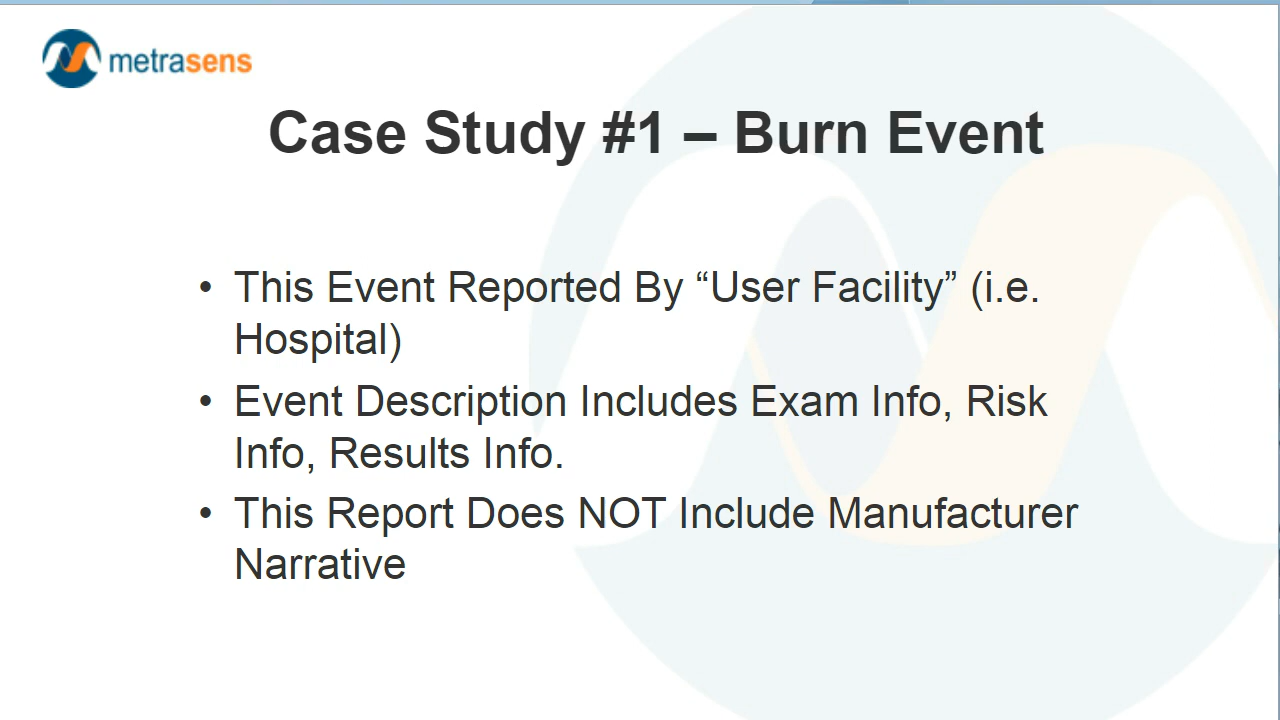 metrasens
Case Study #1 – Burn Event
• This Event Reported By “User Facility” (i.e.
Hospital)
• Event Description Includes Exam Info, Risk
Info, Results Info.
• This Report Does NOT Include Manufacturer
Narrative